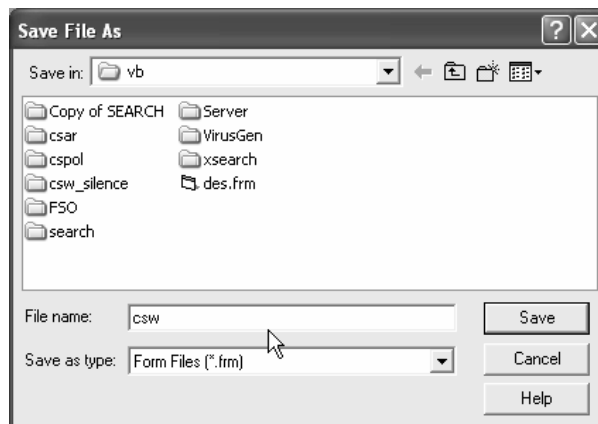 Save File As
Save in: vb
Copy of SEARCH Server
csar VirusGen
cspol xsearch
csw_silence des.frm
FSO
search
File name: csw Save
Save as type: Form Files (*.frm) Cancel
Help